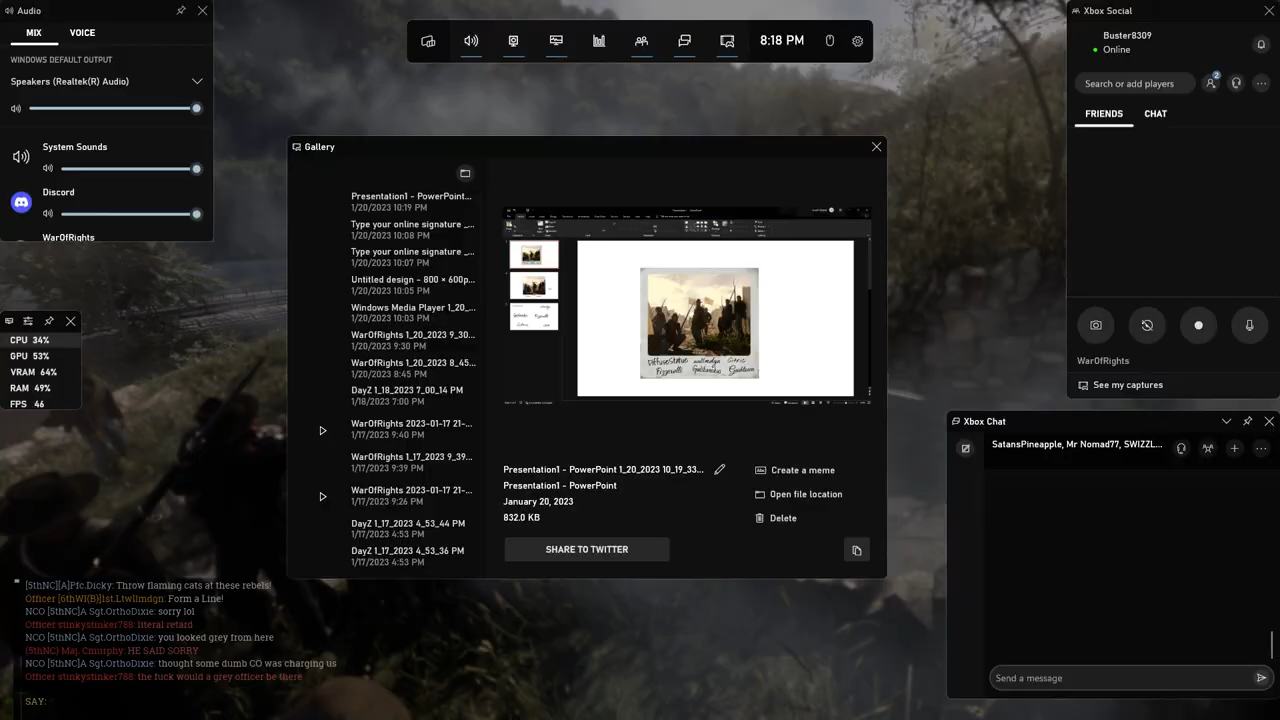 Audio
MIX
VOICE
WINDOWS DEFAULT OUTPUT
Speakers (Realtek(R) Audio)
System Sounds
Discord
WarOfRights
CPU 34%
GPU 53%
VRAM 64%
RAM 49%
FPS 46
8:18 PM
Gallery
Presentation1 - PowerPoint...
1/20/2023 10:19 PM
Type your online signature _...
1/20/2023 10:08 PM
Type your online signature _...
1/20/2023 10:07 PM
Untitled design - 800 × 600p...
1/20/2023 10:05 PM
Windows Media Player 1_20...
1/20/2023 10:03 PM
WarOfRights 1_20_2023 9_30...
1/20/2023 9:30 PM
WarOfRights 1_20_2023 8_45...
1/20/2023 8:45 PM
DayZ 1_18_2023 7_00_14 PM
1/18/2023 7:00 PM
WarOfRights 2023-01-17 21-...
1/17/2023 9:40 PM
WarOfRights 1_17_2023 9_39...
1/17/2023 9:39 PM
WarOfRights 2023-01-17 21-...
1/17/2023 9:26 PM
DayZ 1_17_2023 4_53_44 PM
1/17/2023 4:53 PM
DayZ 1_17_2023 4_53_36 PM
1/17/2023 4:53 PM
Presentation1 - PowerPoint 1_20_2023 10_19_33...
Presentation1 - PowerPoint
January 20, 2023
832.0 KB
Create a meme
Open file location
Delete
SHARE TO TWITTER
Xbox Social
Buster8309
Online
Search or add players
2
FRIENDS
CHAT
WarOfRights
See my captures
Xbox Chat
SatansPineapple, Mr Nomad77, SWIZZL...
Send a message
[5thNC][A]Pfc.Dicky: Throw flaming cats at these rebels!
Officer [6thWI(B)]1st.Ltwllmdgn: Form a Line!
NCO [5thNC]A Sgt.OrthoDixie: sorry lol
Officer stinkystinker788: literal retard
NCO [5thNC]A Sgt.OrthoDixie: you looked grey from here
(5thNC) Maj. Cmurphy: HE SAID SORRY
NCO [5thNC]A Sgt.OrthoDixie: thought some dumb CO was charging us
Officer stinkystinker788: the fuck would a grey officer be there
SAY: